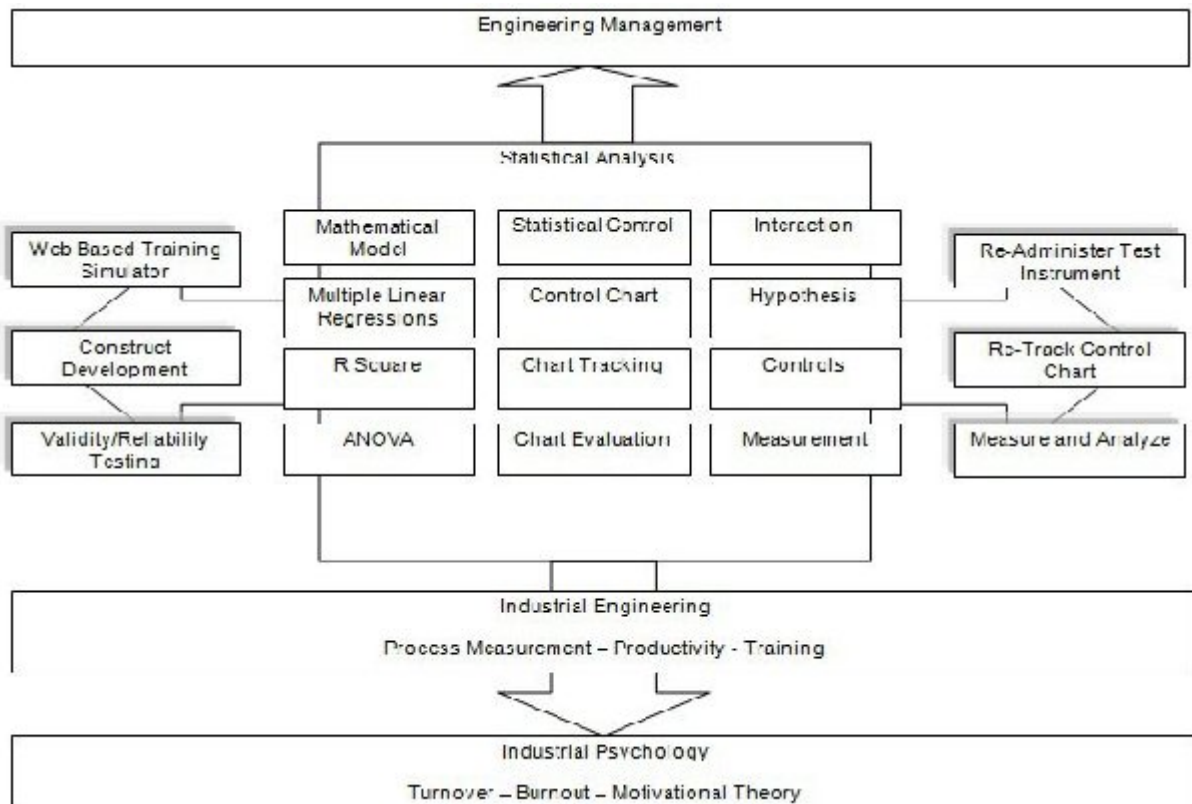 Engineering Management
Statistical Analysis
Mathematical
Model
Statistical Control
Interaction
Web Based Training
Simulator
Re-Administer Test
Instrument
Multiple Linear
Regressions
Control Chart
Hypothesis
Construct
Development
R Square
Chart Tracking
Controls
Re-Track Control
Chart
Validity/Reliability
Testing
ANOVA
Chart Evaluation
Measurement
Measure and Analyze
Industrial Engineering
Process Measurement – Productivity - Training
Industrial Psychology
Turnover – Burnout – Motivational Theory